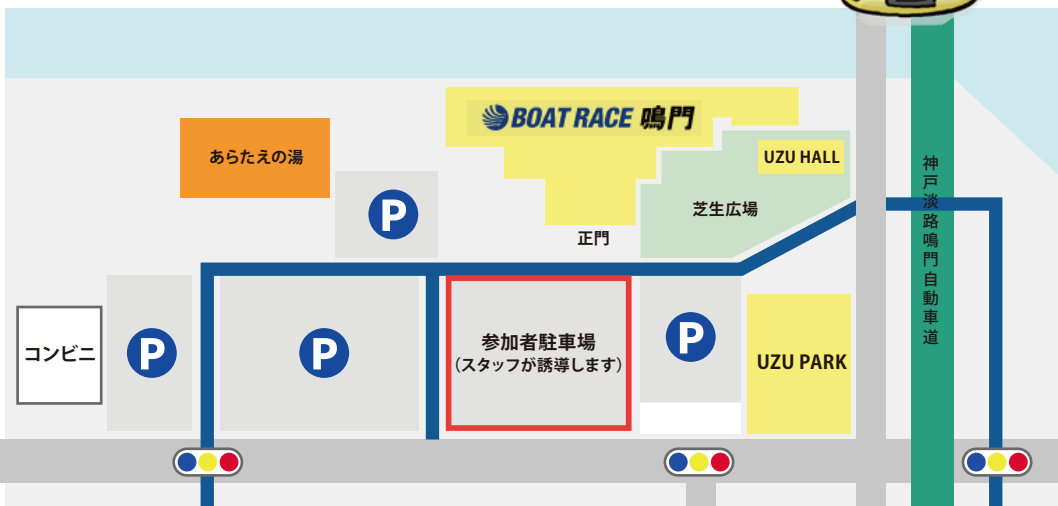 BOAT RACE 鳴門
あらたえの湯
UZU HALL
P
芝生広場
正門
神戸淡路鳴門自動車道
コンビニ
P
P
参加者駐車場
（スタッフが誘導します）
P
UZU PARK